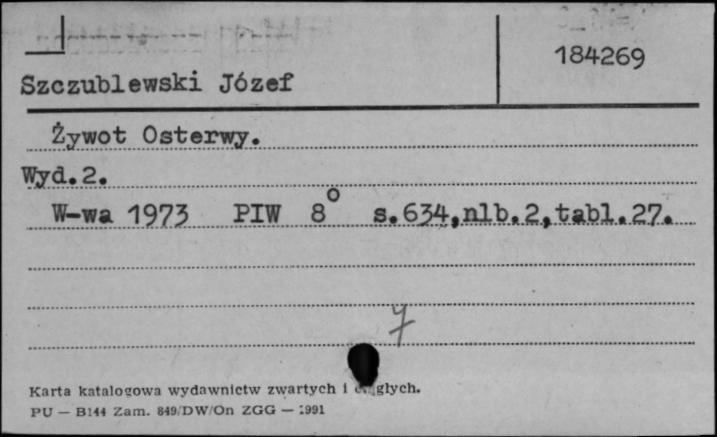 184269
Szczublewski Józef
Żywot Osterwy.
Wyd.2.
W-wa 1973 PIW 8° s.634,nlb.2,tabl.27.
7
Karta katalogowa wydawnictw zwartych i
PU — B144 Zam. 849/DW/On ZGG — 1991